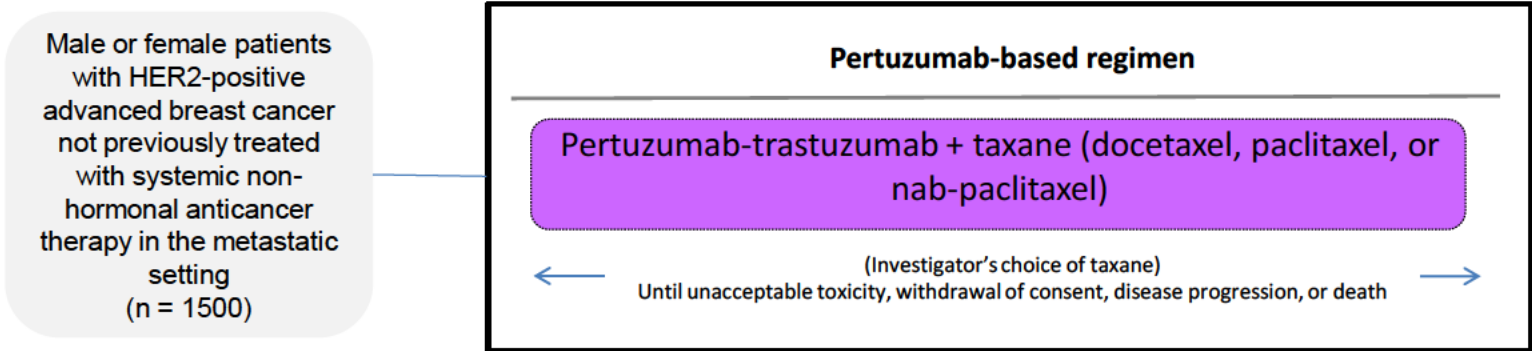 Male or female patients
with HER2-positive
advanced breast cancer
not previously treated
with systemic non-
hormonal anticancer
therapy in the metastatic
setting
(n = 1500)
Pertuzumab-based regimen
Pertuzumab-trastuzumab + taxane (docetaxel, paclitaxel, or
nab-paclitaxel)
(Investigator's choice of taxane)
Until unacceptable toxicity, withdrawal of consent, disease progression, or death